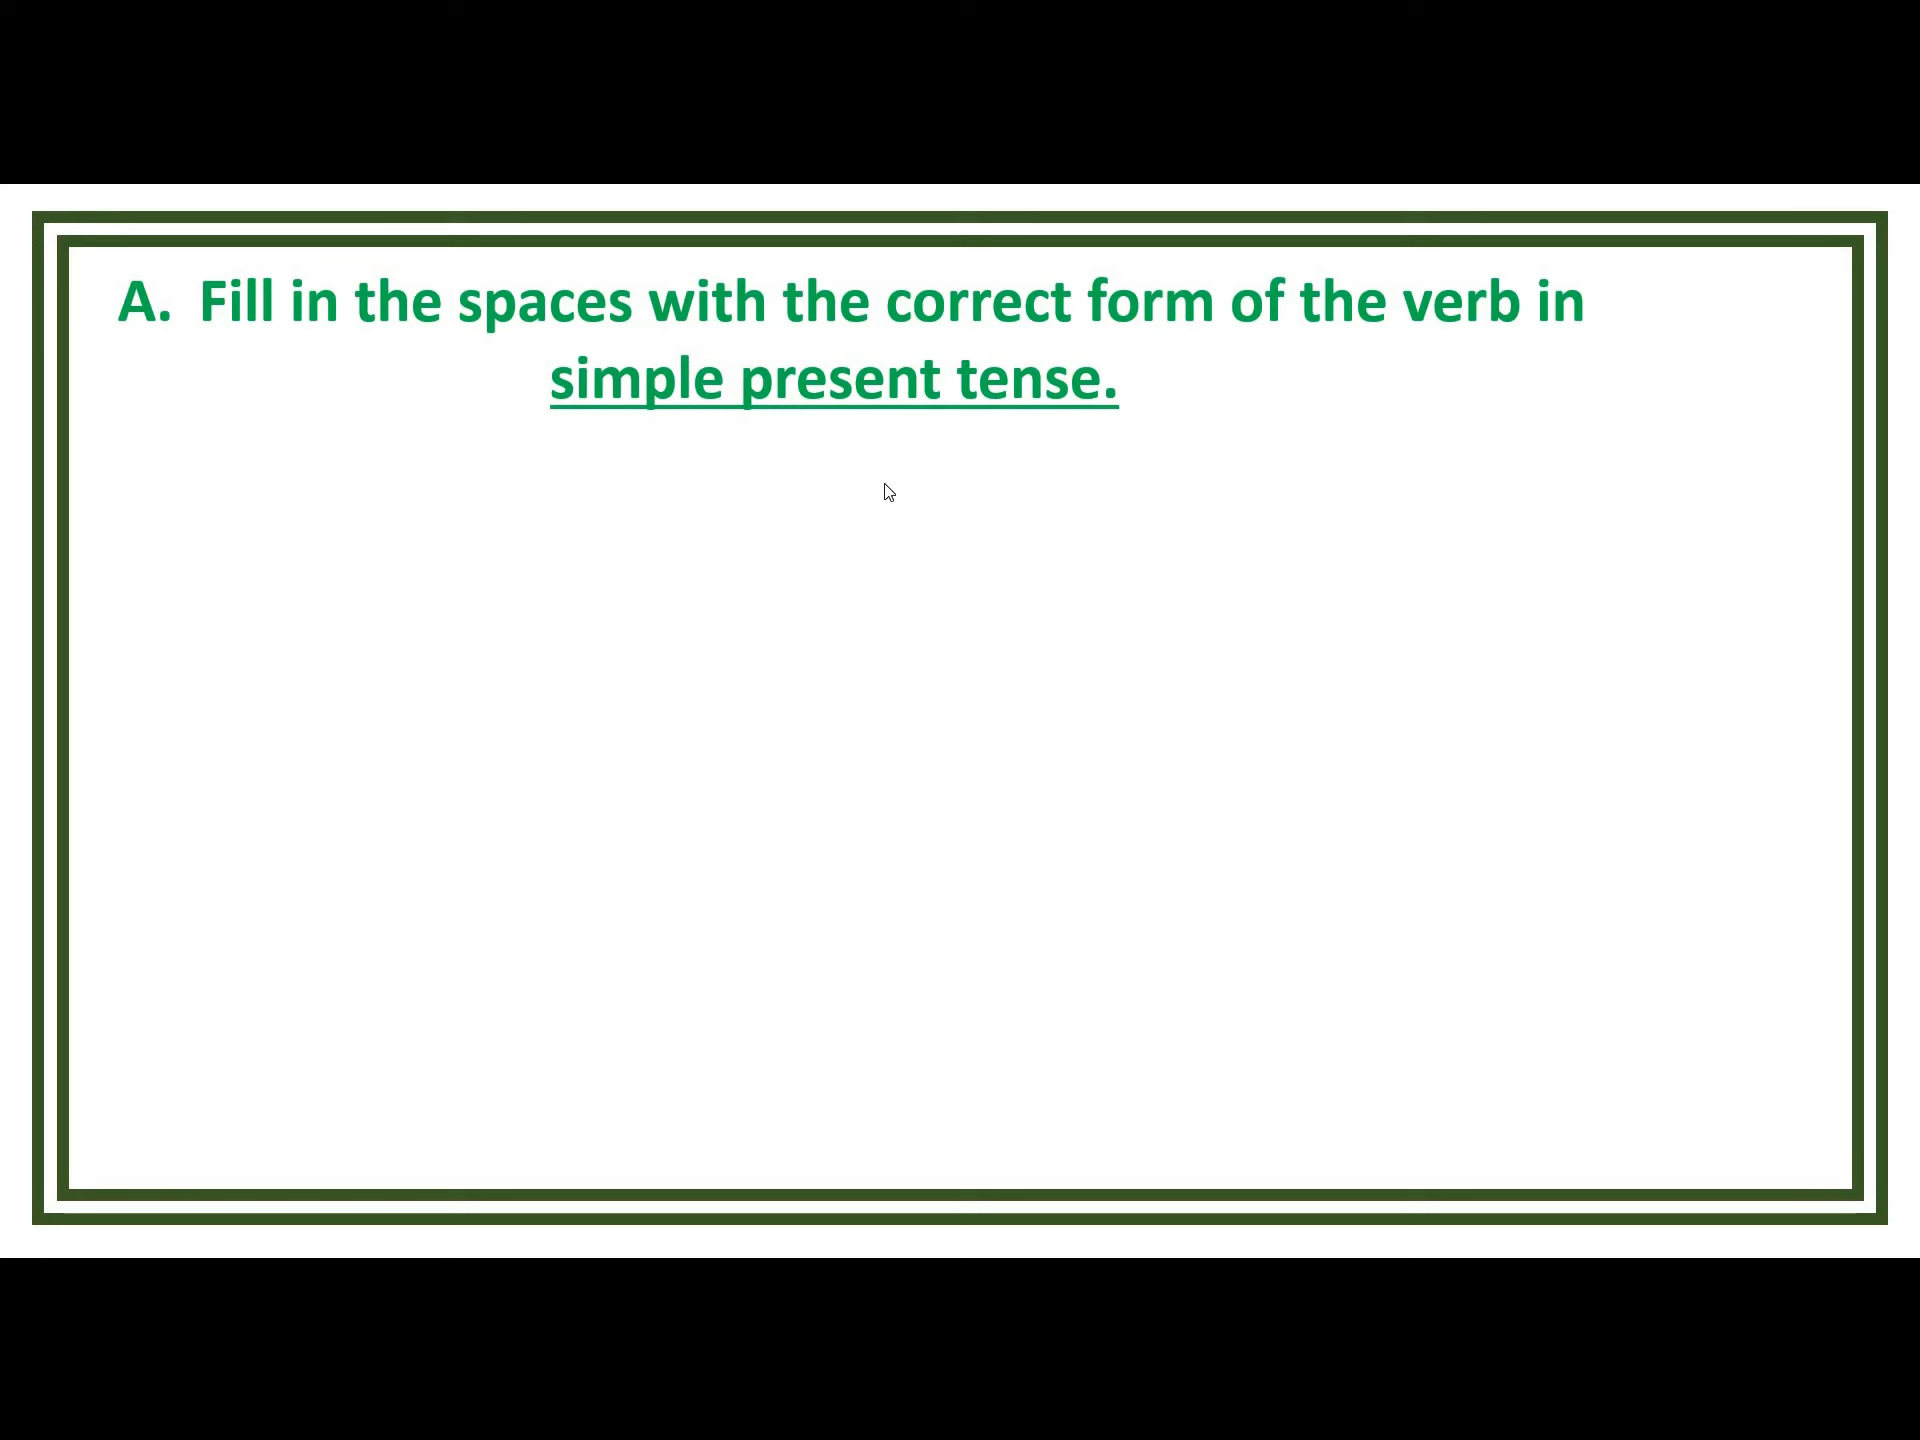 A. Fill in the spaces with the correct form of the verb in
simple present tense.